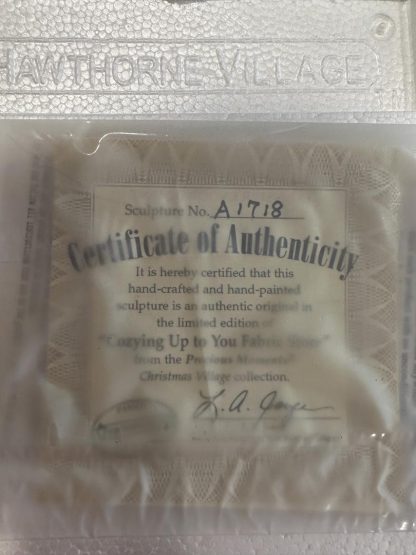 HAWTHORNE VILLAGE
Sculpture No. A1718
Certificate of Authenticity
It is hereby certified that this
hand-crafted and hand-painted
sculpture is an authentic original in
the limited edition of
"Cozying Up to You Fabric Store"
from the Precious Moments®
Christmas Village collection.